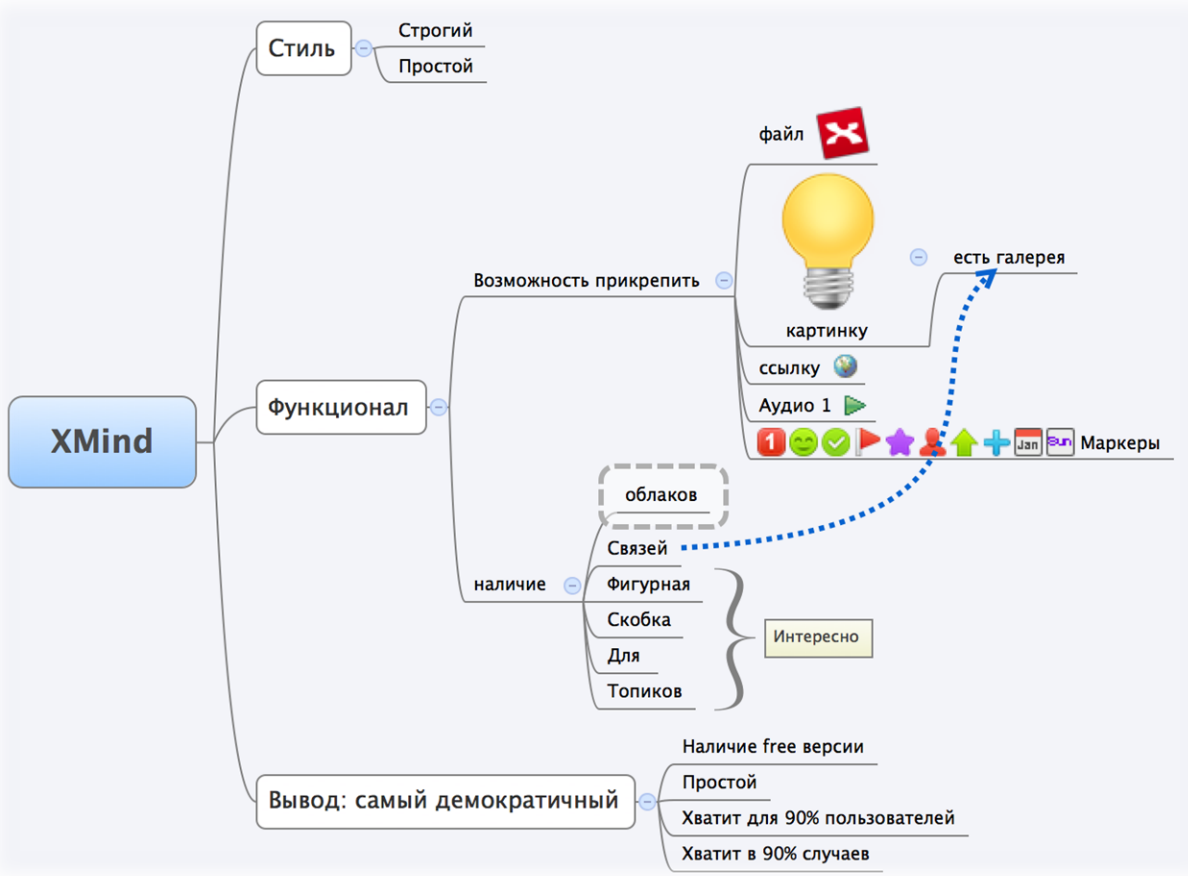 Стиль
Строгий
Простой
файл
есть галерея
Возможность прикрепить
картинку
ссылку
Аудио 1
Функционал
XMind
1
Jan
Sun
Маркеры
облаков
Связей
наличие
Фигурная
Скобка
Интересно
Для
Топиков
Наличие free версии
Простой
Вывод: самый демократичный
Хватит для 90% пользователей
Хватит в 90% случаев